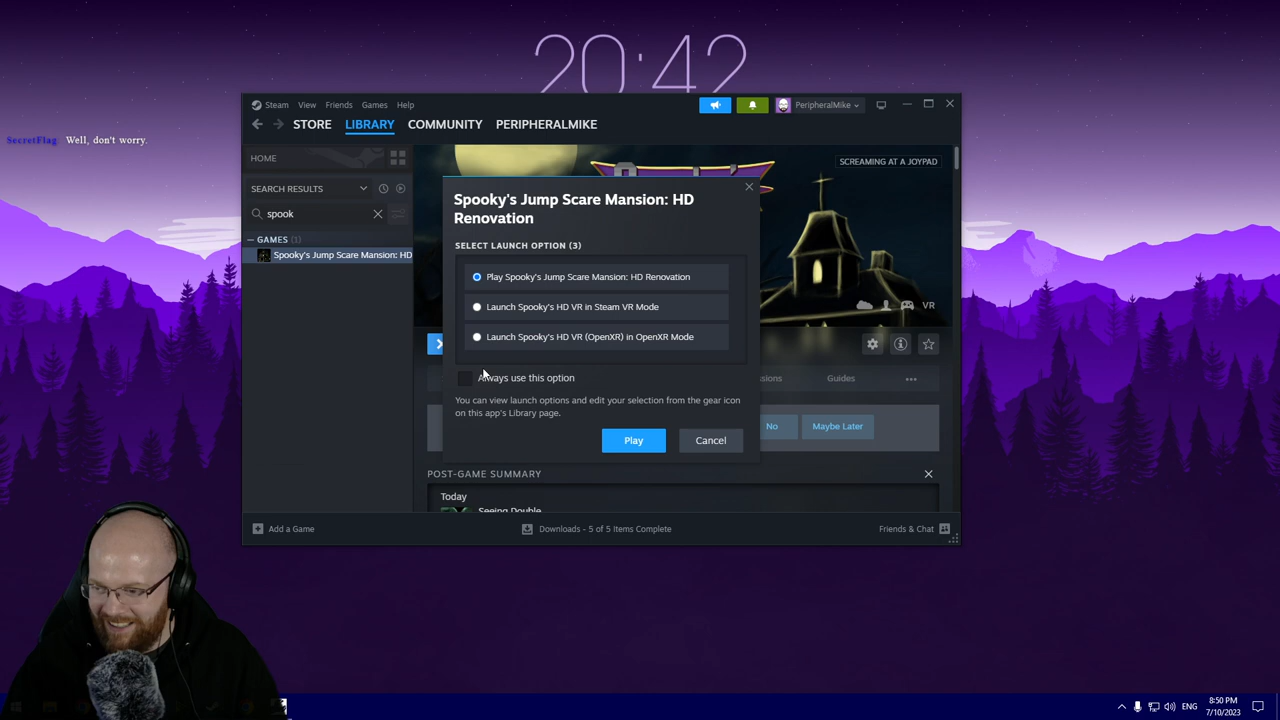 20:42
Steam View Friends Games Help
PeripheralMike
STORE LIBRARY COMMUNITY PERIPHERALMIKE
SecretFlag Well, don't worry.
HOME
SCREAMING AT A JOYPAD
SEARCH RESULTS
spook
GAMES (1)
Spooky's Jump Scare Mansion: HD
Spooky's Jump Scare Mansion: HD
Renovation
SELECT LAUNCH OPTION (3)
Play Spooky's Jump Scare Mansion: HD Renovation
Launch Spooky's HD VR in Steam VR Mode
Launch Spooky's HD VR (OpenXR) in OpenXR Mode
VR
Always use this option
You can view launch options and edit your selection from the gear icon
on this app's Library page.
Play Cancel
Guides
No Maybe Later
POST-GAME SUMMARY
Today
Seeing Double
Add a Game
Downloads - 5 of 5 Items Complete
Friends & Chat
ENG
8:50 PM
7/10/2023